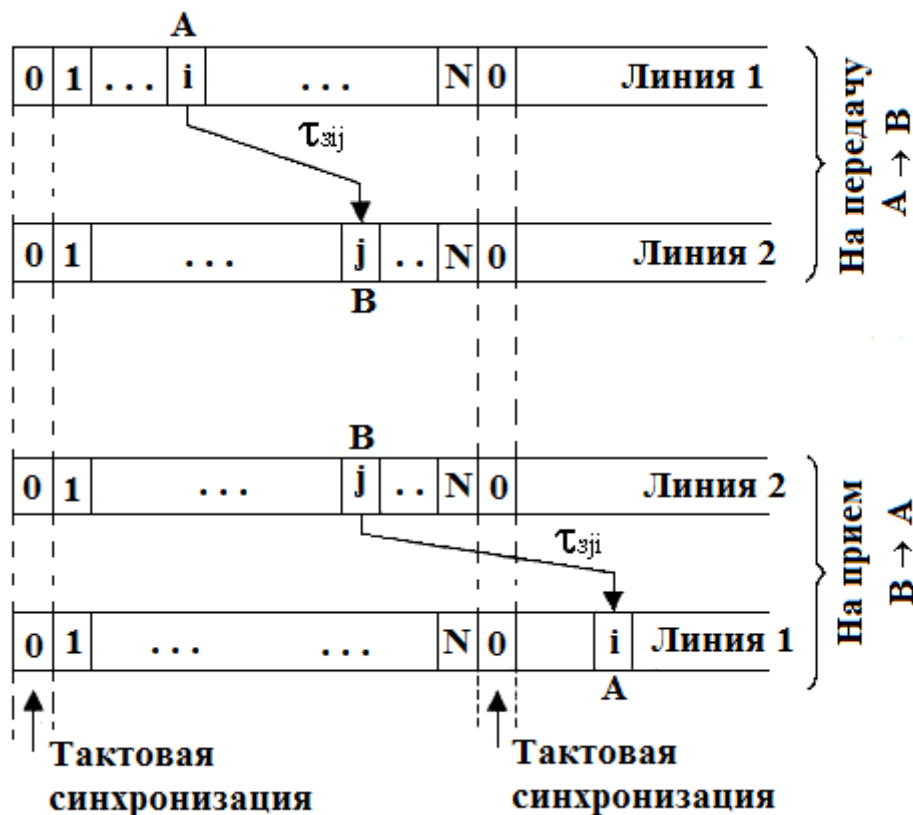 A
0 1 ... i ... N 0 Линия 1
τзij
0 1 ... j .. N 0 Линия 2
B
На передачу
A → B
B
0 1 ... j .. N 0 Линия 2
τзji
0 1 ... ... N 0 i Линия 1
A
На прием
B → A
Тактовая
синхронизация
Тактовая
синхронизация